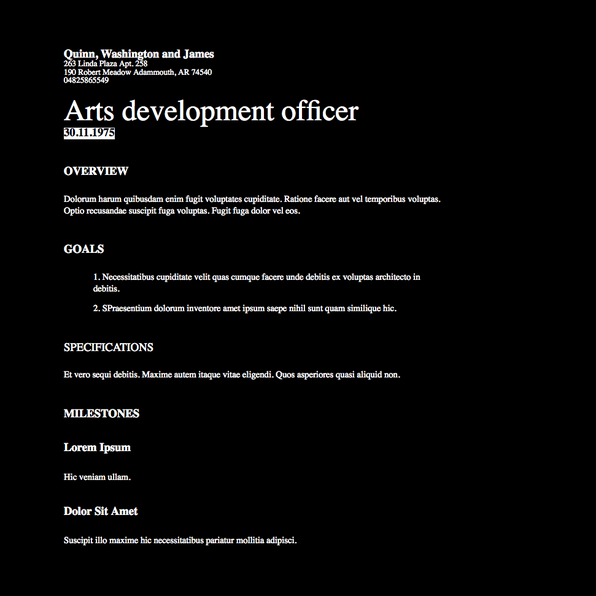 Quinn, Washington and James
263 Linda Plaza Apt. 258
190 Robert Meadow Adammouth, AR 74540
04825865549
Arts development officer
30.11.1975
OVERVIEW
Dolorum harum quibusdam enim fugit voluptates cupiditate. Ratione facere aut vel temporibus voluptas.
Optio recusandae suscipit fuga voluptas. Fugit fuga dolor vel eos.
GOALS
1. Necessitatibus cupiditate velit quas cumque facere unde debitis ex voluptas architecto in
debitis.
2. SPraesentium dolorum inventore amet ipsum saepe nihil sunt quam similique hic.
SPECIFICATIONS
Et vero sequi debitis. Maxime autem itaque vitae eligendi. Quos asperiores quasi aliquid non.
MILESTONES
Lorem Ipsum
Hic veniam ullam.
Dolor Sit Amet
Suscipit illo maxime hic necessitatibus pariatur mollitia adipisci.